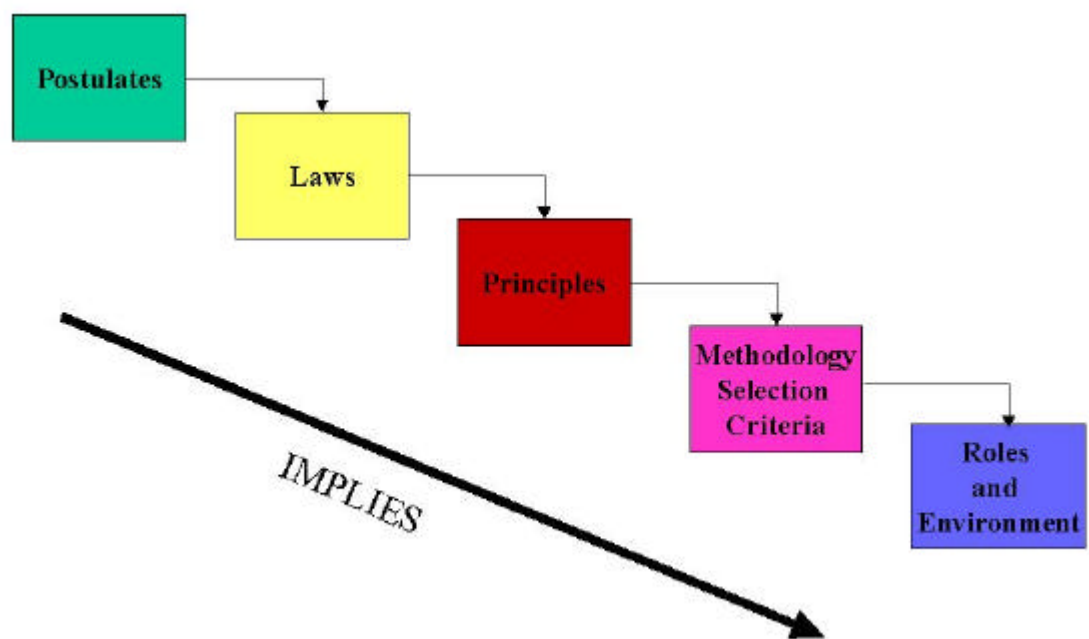 Postulates
Laws
Principles
Methodology
Selection
Criteria
Roles
and
Environment
IMPLIES